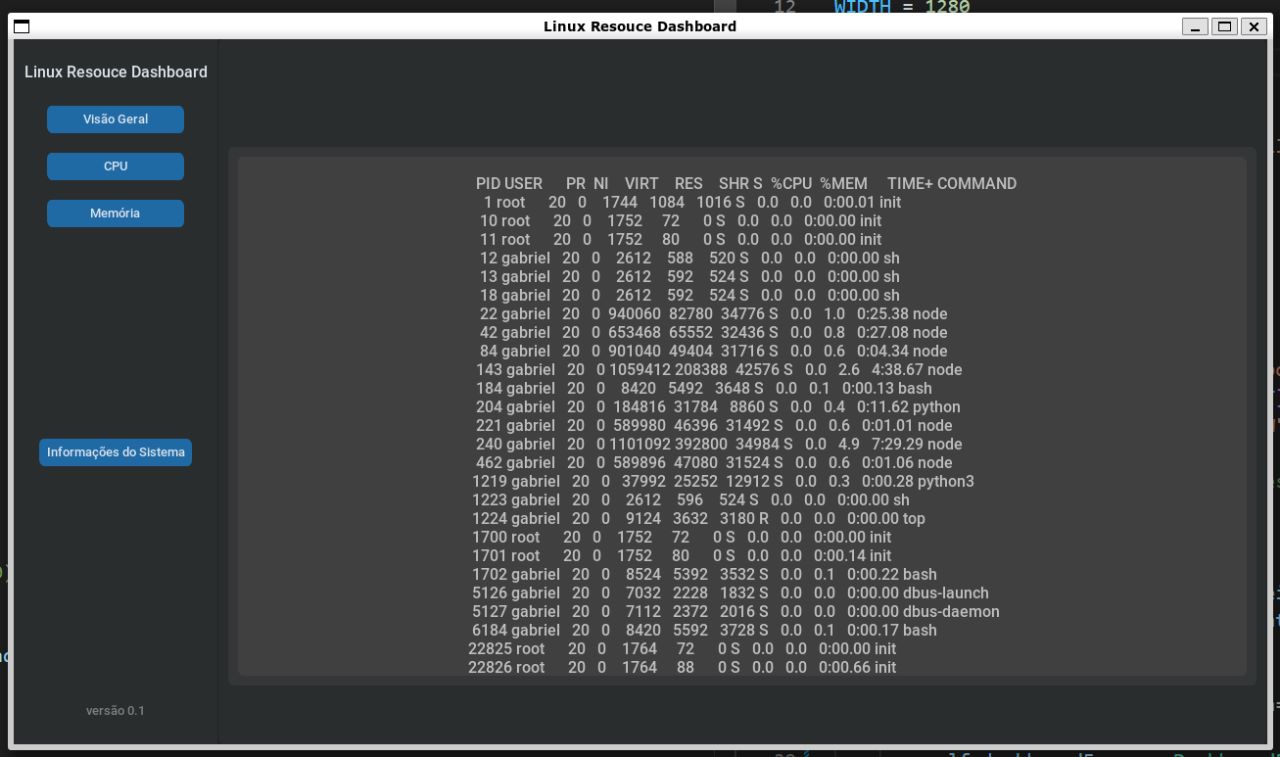 12 WIDTH = 1280
Linux Resouce Dashboard
Linux Resouce Dashboard
Visão Geral
CPU
Memória
Informações do Sistema
versão 0.1
PID USER PR NI VIRT RES SHR S %CPU %MEM TIME+ COMMAND
1 root 20 0 1744 1084 1016 S 0.0 0.0 0:00.01 init
10 root 20 0 1752 72 0 S 0.0 0.0 0:00.00 init
11 root 20 0 1752 80 0 S 0.0 0.0 0:00.00 init
12 gabriel 20 0 2612 588 520 S 0.0 0.0 0:00.00 sh
13 gabriel 20 0 2612 592 524 S 0.0 0.0 0:00.00 sh
18 gabriel 20 0 2612 592 524 S 0.0 0.0 0:00.00 sh
22 gabriel 20 0 940060 82780 34776 S 0.0 1.0 0:25.38 node
42 gabriel 20 0 653468 65552 32436 S 0.0 0.8 0:27.08 node
84 gabriel 20 0 901040 49404 31716 S 0.0 0.6 0:04.34 node
143 gabriel 20 0 1059412 208388 42576 S 0.0 2.6 4:38.67 node
184 gabriel 20 0 8420 5492 3648 S 0.0 0.1 0:00.13 bash
204 gabriel 20 0 184816 31784 8860 S 0.0 0.4 0:11.62 python
221 gabriel 20 0 589980 46396 31492 S 0.0 0.6 0:01.01 node
240 gabriel 20 0 1101092 392800 34984 S 0.0 4.9 7:29.29 node
462 gabriel 20 0 589896 47080 31524 S 0.0 0.6 0:01.06 node
1219 gabriel 20 0 37992 25252 12912 S 0.0 0.3 0:00.28 python3
1223 gabriel 20 0 2612 596 524 S 0.0 0.0 0:00.00 sh
1224 gabriel 20 0 9124 3632 3180 R 0.0 0.0 0:00.00 top
1700 root 20 0 1752 72 0 S 0.0 0.0 0:00.00 init
1701 root 20 0 1752 80 0 S 0.0 0.0 0:00.14 init
1702 gabriel 20 0 8524 5392 3532 S 0.0 0.1 0:00.22 bash
5126 gabriel 20 0 7032 2228 1832 S 0.0 0.0 0:00.00 dbus-launch
5127 gabriel 20 0 7112 2372 2016 S 0.0 0.0 0:00.00 dbus-daemon
6184 gabriel 20 0 8420 5592 3728 S 0.0 0.1 0:00.17 bash
22825 root 20 0 1764 72 0 S 0.0 0.0 0:00.00 init
22826 root 20 0 1764 88 0 S 0.0 0.0 0:00.66 init